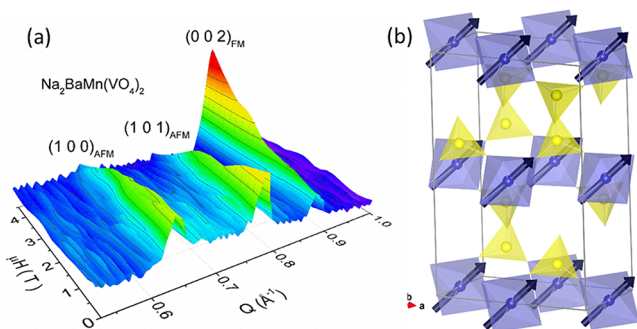 (a)
(b)
(0 0 2)FM
Na₂BaMn(VO₄)₂
(1 0 1)AFM
(1 0 0)AFM
4
3
2
1
0
μH(T)
0.6
0.7
0.8
0.9
1.0
Q(Å⁻¹)
b
a